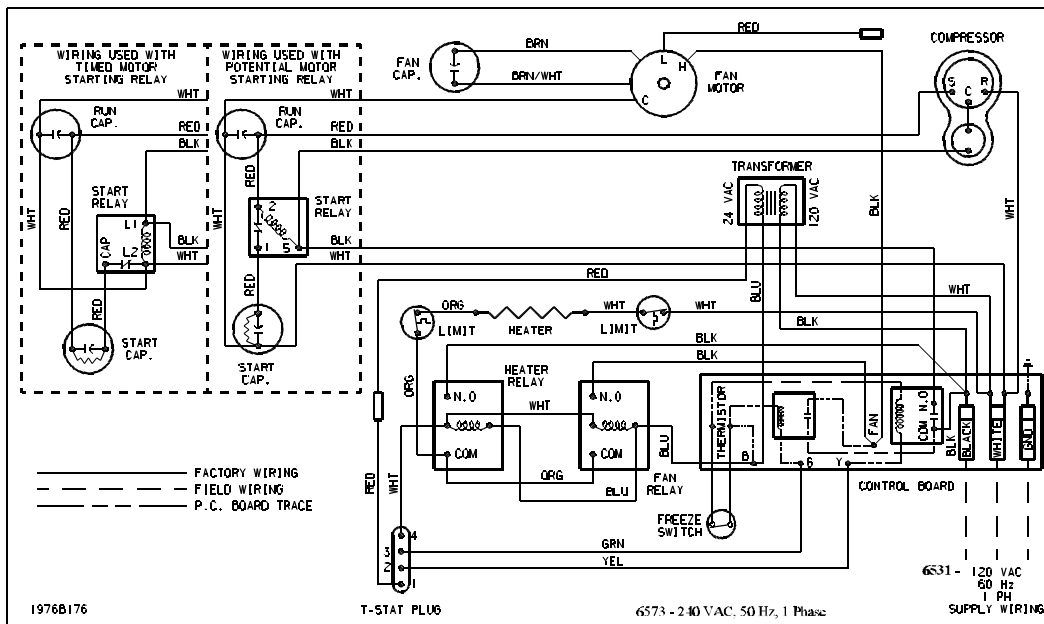 RED
WIRING USED WITH
TIMED MOTOR
STARTING RELAY
WIRING USED WITH
POTENTIAL MOTOR
STARTING RELAY
FAN
CAP.
BRN
BRN/WHT
L
H
C
FAN
MOTOR
COMPRESSOR
S
R
C
WHT
WHT
RUN
CAP.
RED
BLK
RUN
CAP.
RED
BLK
TRANSFORMER
24 VAC
120 VAC
START
RELAY
L1
CAP
L2
WHT
RED
BLK
WHT
RED
WHT
RED
2
1
5
START
RELAY
BLK
WHT
RED
BLK
WHT
RED
START
CAP.
START
CAP.
ORG
LIMIT
HEATER
WHT
LIMIT
WHT
BLU
WHT
BLK
BLK
BLK
HEATER
RELAY
ORG
N.O
COM
WHT
ORG
BLU
N.O
COM
FAN
RELAY
BLU
THERMISTOR
B
G
Y
FAN
COM N.O
BLK
BLACK
WHITE
GND
CONTROL BOARD
FREEZE
SWITCH
RED
WHT
FACTORY WIRING
FIELD WIRING
P.C. BOARD TRACE
4
3
2
1
GRN
YEL
T-STAT PLUG
6531 - 120 VAC
60 Hz
1 PH
SUPPLY WIRING
1976B176
6573 - 240 VAC, 50 Hz, 1 Phase